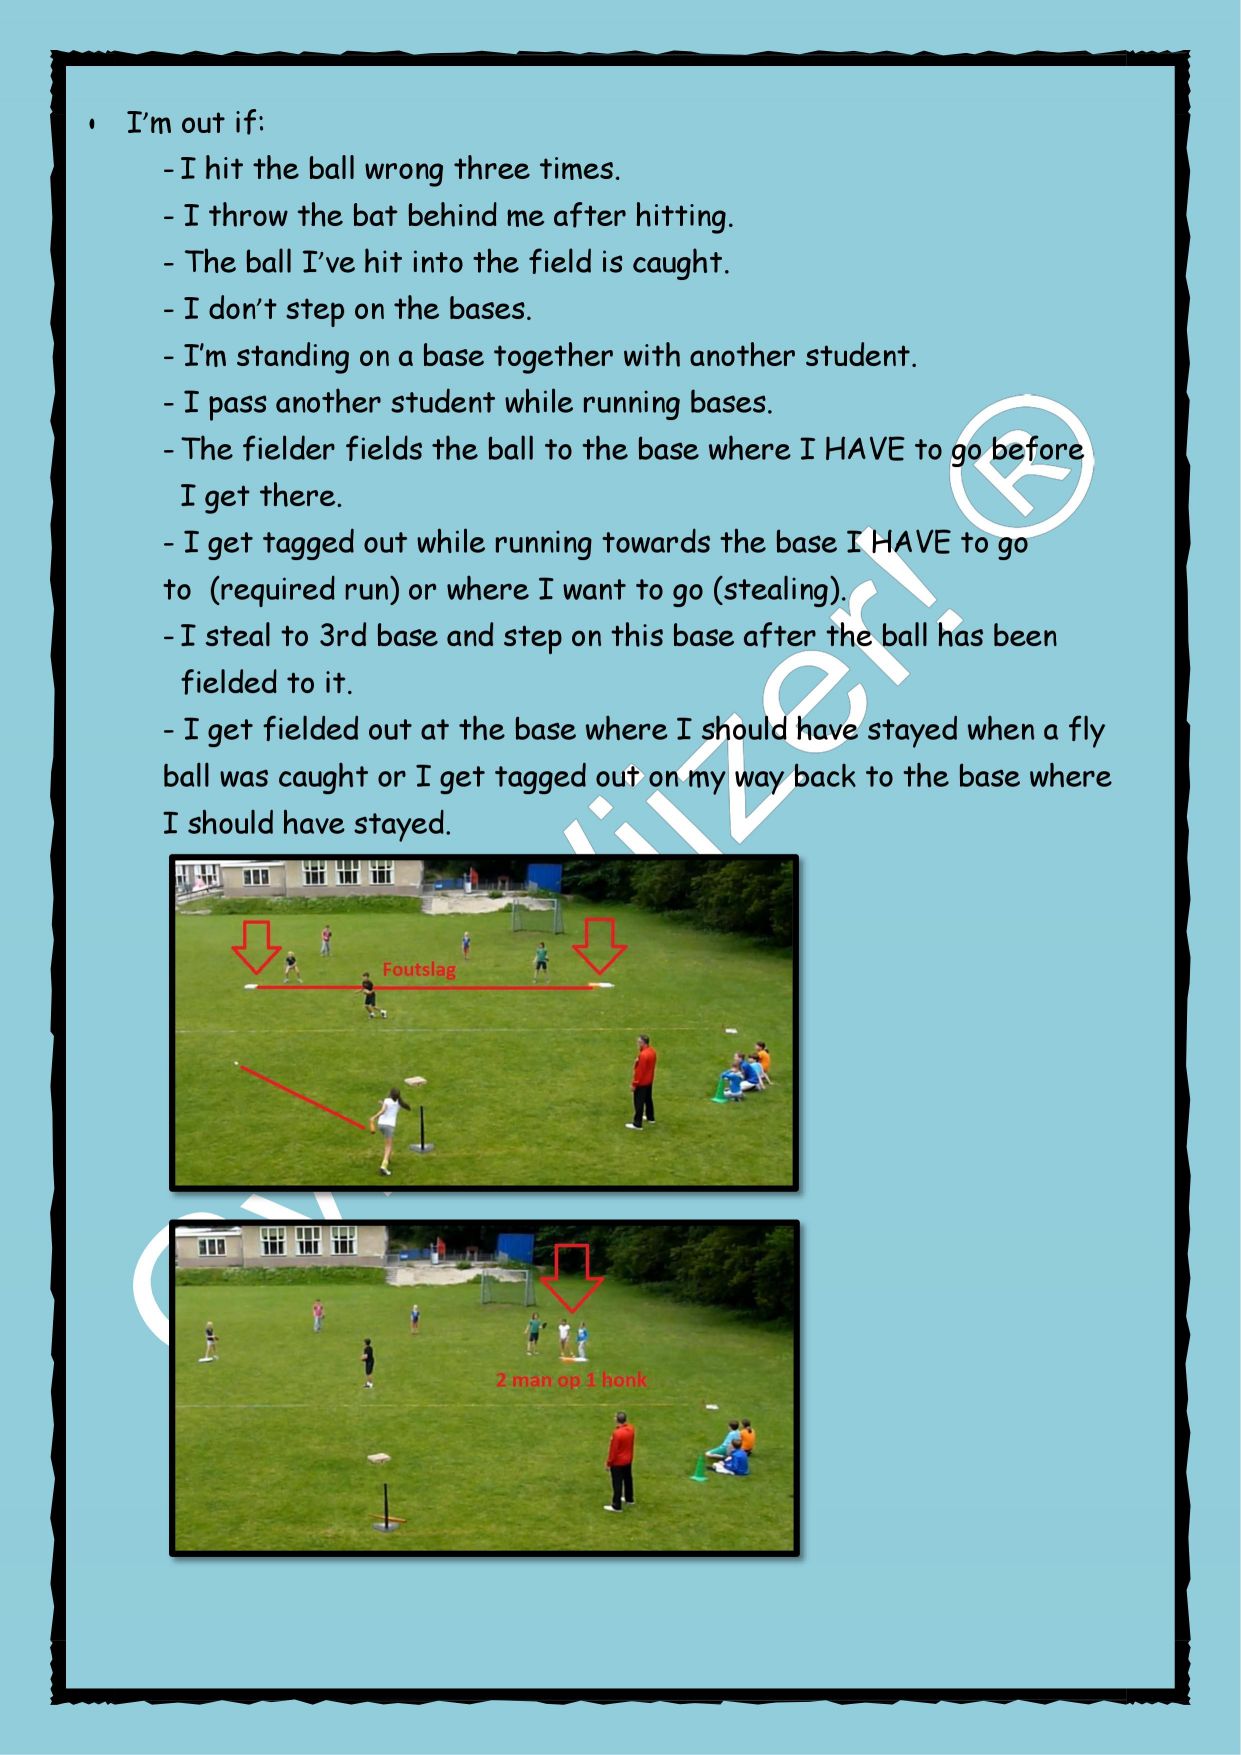 • I’m out if:
- I hit the ball wrong three times.
- I throw the bat behind me after hitting.
- The ball I’ve hit into the field is caught.
- I don’t step on the bases.
- I’m standing on a base together with another student.
- I pass another student while running bases.
- The fielder fields the ball to the base where I HAVE to go before
I get there.
- I get tagged out while running towards the base I HAVE to go
to (required run) or where I want to go (stealing).
- I steal to 3rd base and step on this base after the ball has been
fielded to it.
- I get fielded out at the base where I should have stayed when a fly
ball was caught or I get tagged out on my way back to the base where
I should have stayed.
Foutslag
2 man op 1 honk